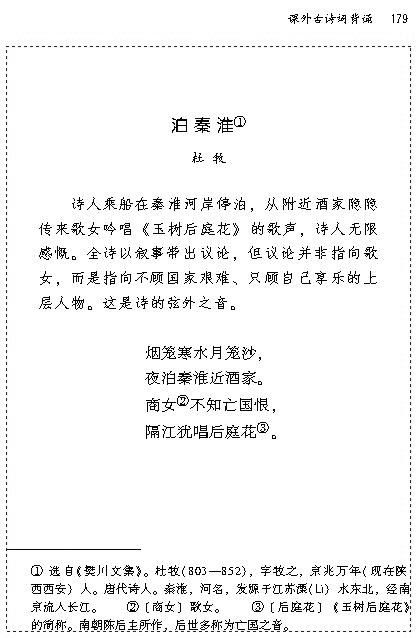 课外古诗词背诵 179
泊秦淮①
杜牧
诗人乘船在秦淮河岸停泊，从附近酒家隐隐
传来歌女吟唱《玉树后庭花》的歌声，诗人无限
感慨。全诗以叙事带出议论，但议论并非指向歌
女，而是指向不顾国家艰难、只顾自己享乐的上
层人物。这是诗的弦外之音。
烟笼寒水月笼沙，
夜泊秦淮近酒家。
商女②不知亡国恨，
隔江犹唱后庭花③。
① 选自《樊川文集》。杜牧(803—852)，字牧之，京兆万年(现在陕
西西安) 人。唐代诗人。秦淮，河名，发源于江苏溧(Lì) 水东北，经南
京流入长江。 ②〔商女〕歌女。 ③〔后庭花〕《玉树后庭花》
的简称。南朝陈后主所作，后世多称为亡国之音。